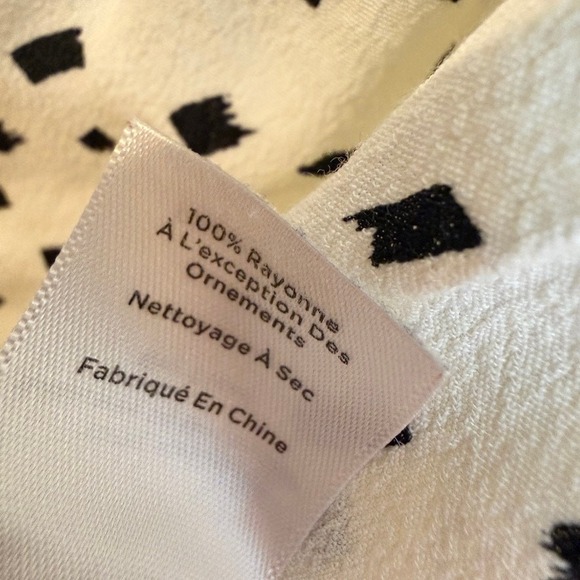 100% Rayonne
À L'exception Des
Ornements
Nettoyage À Sec
Fabriqué En Chine